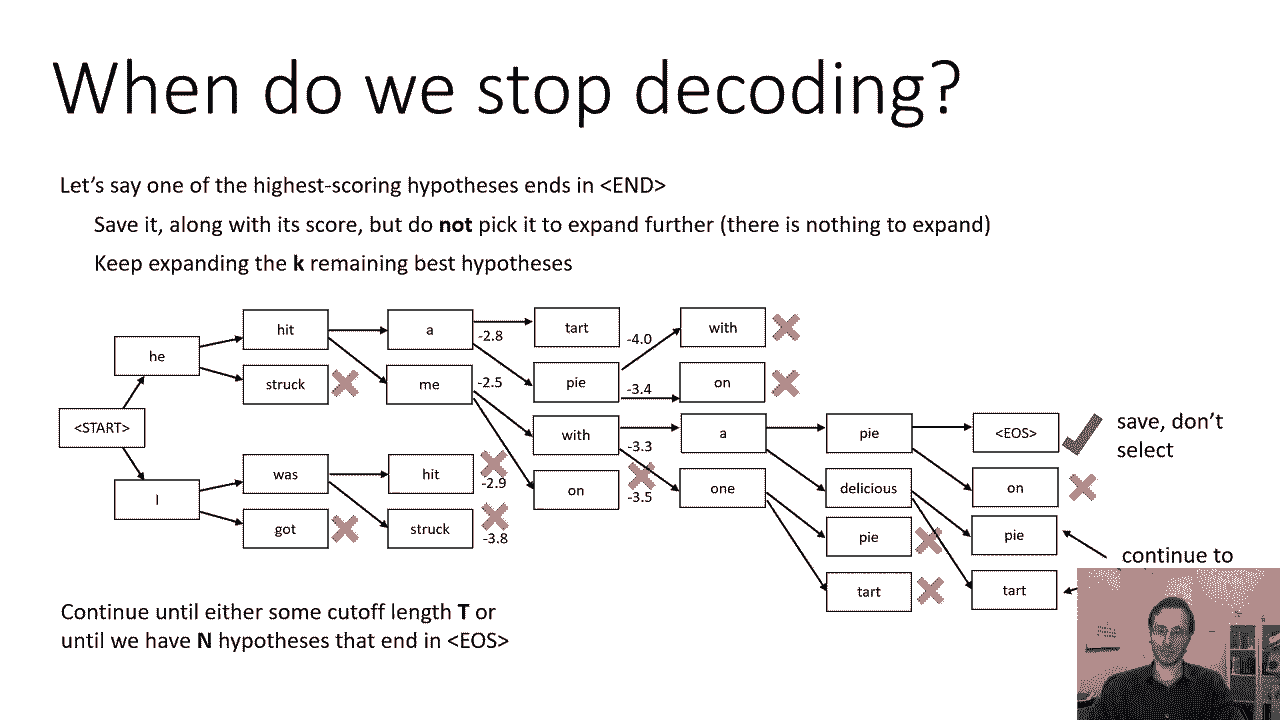 When do we stop decoding?
Let's say one of the highest-scoring hypotheses ends in <END>
Save it, along with its score, but do not pick it to expand further (there is nothing to expand)
Keep expanding the k remaining best hypotheses
hit
a
-2.8
tart
-4.0
with
he
struck
me
-2.5
pie
-3.4
on
<START>
with
-3.3
a
pie
<EOS>
save, don't
select
was
hit
-2.9
on
-3.5
one
delicious
on
I
got
struck
-3.8
pie
pie
continue to
tart
tart
Continue until either some cutoff length T or
until we have N hypotheses that end in <EOS>